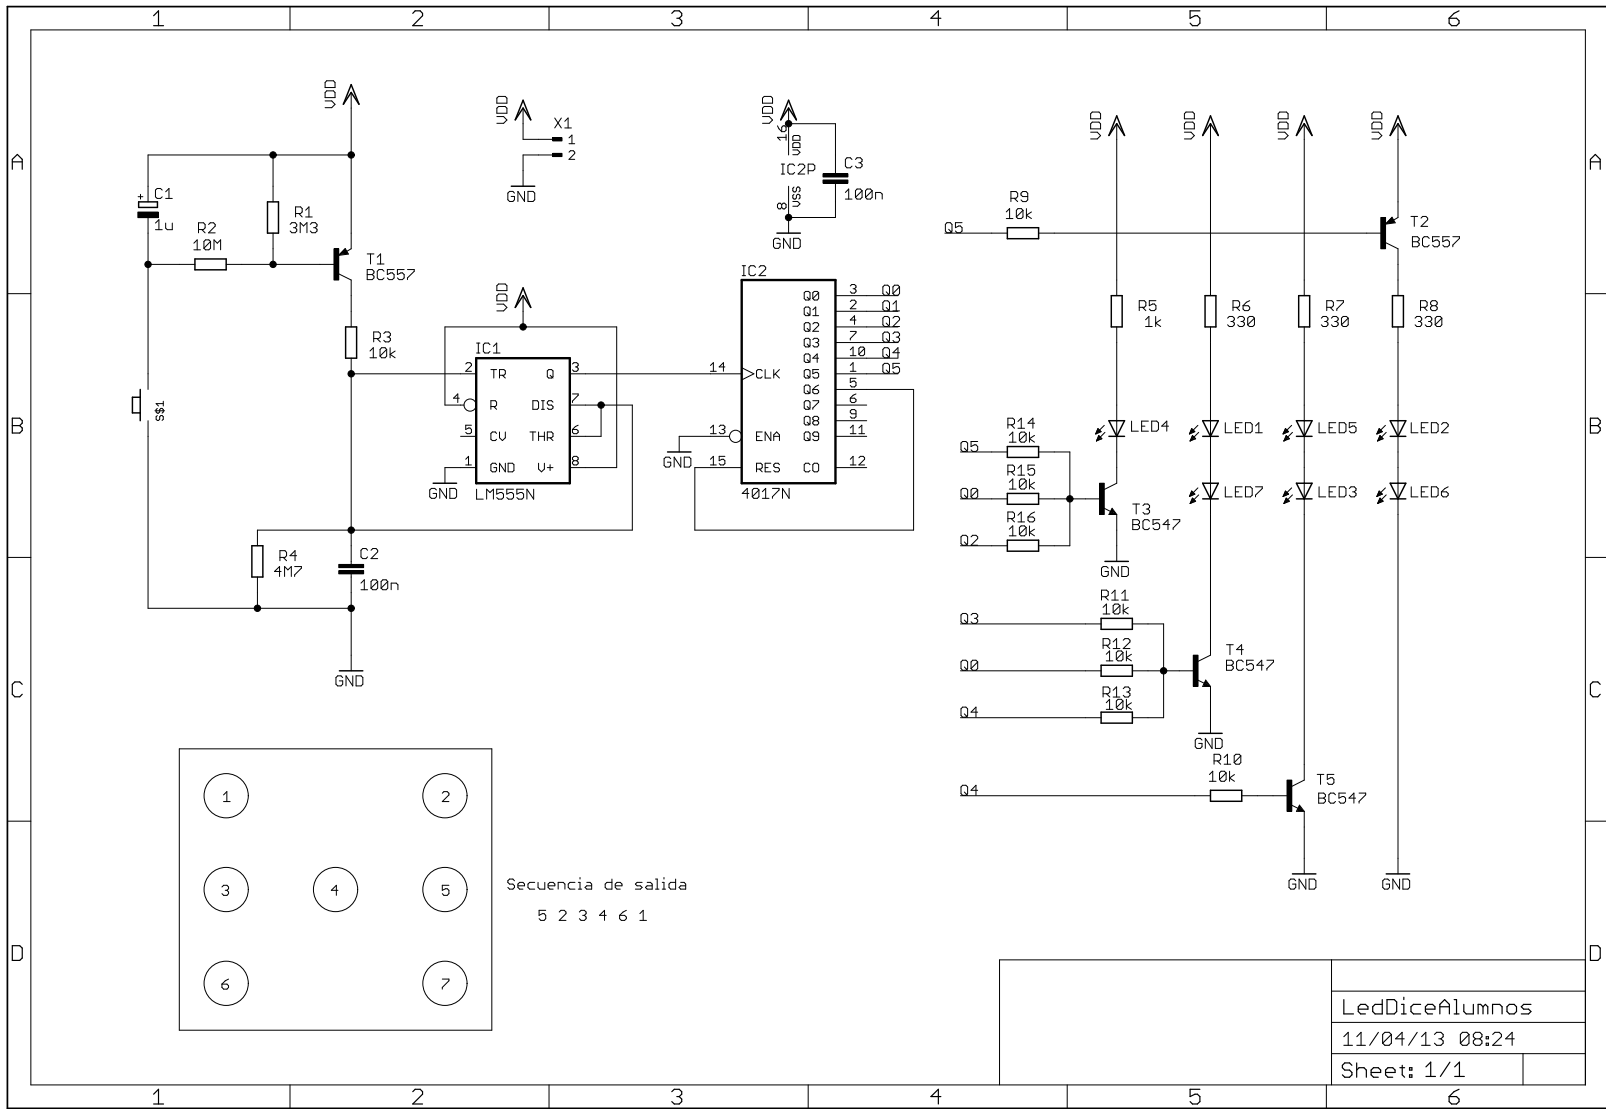 1 2 3 4 5 6
A A
B B
C C
D D
VDD
C1
1u
R1
3M3
R2
10M
T1
BC557
R3
10k
S$1
R4
4M7
C2
100n
GND
VDD
X1
1
2
GND
VDD
16
VDD
IC2P
VSS
8
C3
100n
GND
VDD
IC1
2 TR Q 3
4 R DIS 7
5 CV THR 6
1 GND V+ 8
LM555N
GND
IC2
Q0 3 Q0
Q1 2 Q1
Q2 4 Q2
Q3 7 Q3
Q4 10 Q4
14 CLK Q5 1 Q5
Q6 5
Q7 6
Q8 9
13 ENA Q9 11
15 RES CO 12
4017N
GND
VDD VDD VDD VDD
Q5
R9
10k
T2
BC557
R5
1k
R6
330
R7
330
R8
330
LED4 LED1 LED5 LED2
LED7 LED3 LED6
Q5
R14
10k
Q0
R15
10k
Q2
R16
10k
T3
BC547
GND
Q3
R11
10k
Q0
R12
10k
Q4
R13
10k
T4
BC547
GND
Q4
R10
10k
T5
BC547
GND GND
1 2
3 4 5
6 7
Secuencia de salida
5 2 3 4 6 1
LedDiceAlumnos
11/04/13 08:24
Sheet: 1/1
1 2 3 4 5 6